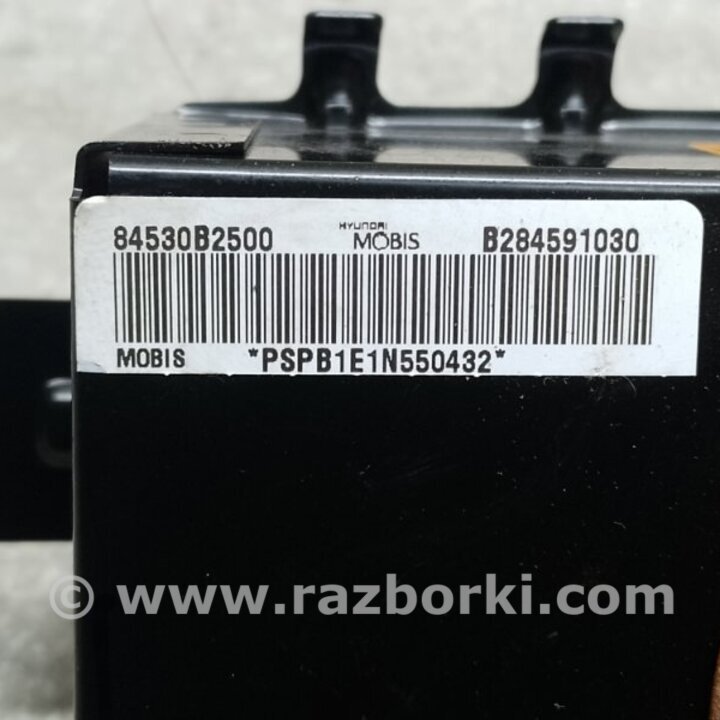 84530B2500 HYUNDAI MOBIS B284591030
MOBIS *PSPB1E1N550432*
© www.razborki.com